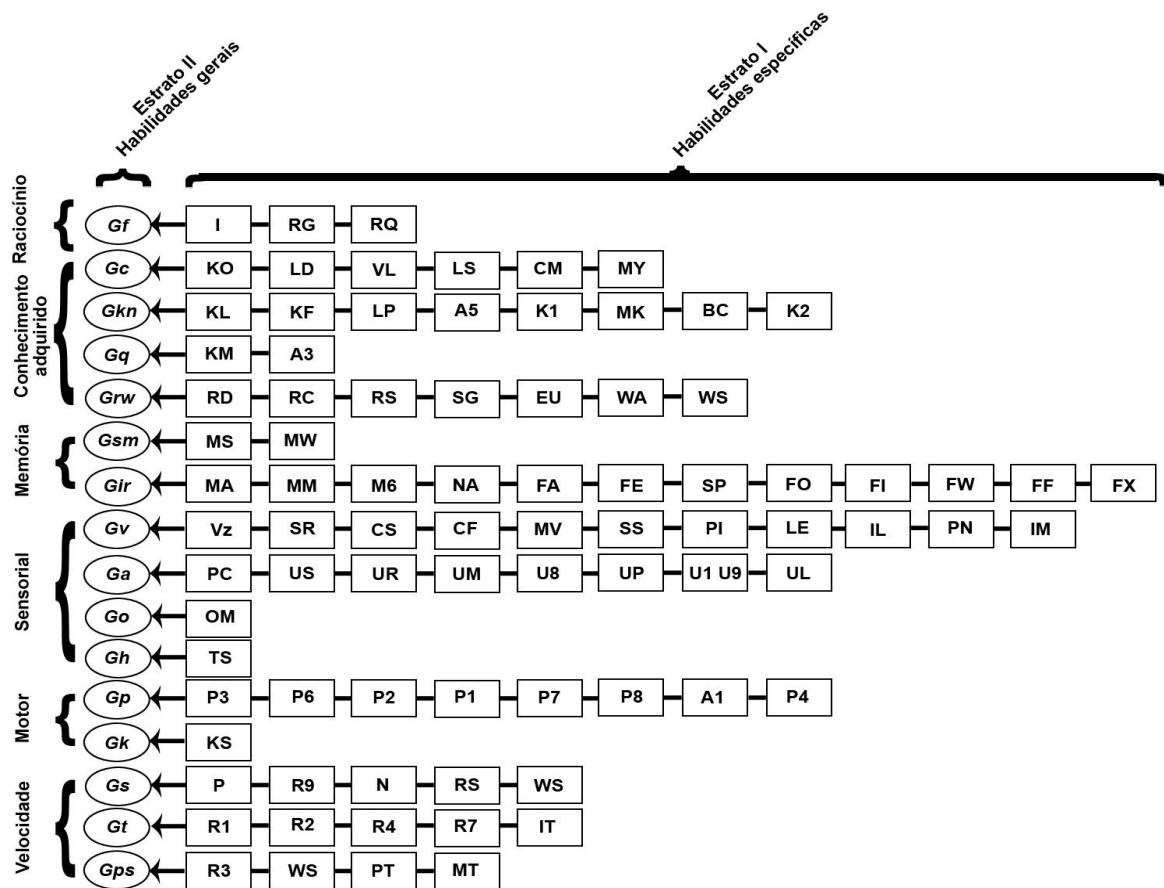 Estrato II
Habilidades gerais
Estrato I
Habilidades específicas
Raciocínio
Gf I RG RQ
Conhecimento
adquirido
Gc KO LD VL LS CM MY
Gkn KL KF LP A5 K1 MK BC K2
Gq KM A3
Grw RD RC RS SG EU WA WS
Memória
Gsm MS MW
Gir MA MM M6 NA FA FE SP FO FI FW FF FX
Sensorial
Gv Vz SR CS CF MV SS PI LE IL PN IM
Ga PC US UR UM U8 UP U1 U9 UL
Go OM
Gh TS
Motor
Gp P3 P6 P2 P1 P7 P8 A1 P4
Gk KS
Velocidade
Gs P R9 N RS WS
Gt R1 R2 R4 R7 IT
Gps R3 WS PT MT